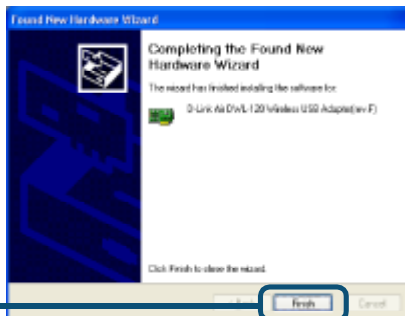 Found New Hardware Wizard
Completing the Found New
Hardware Wizard
The wizard has finished installing the software for:
D-Link Air DWL-120 Wireless USB Adapter(rev.F)
Click Finish to close the wizard.
< Back
Finish
Cancel